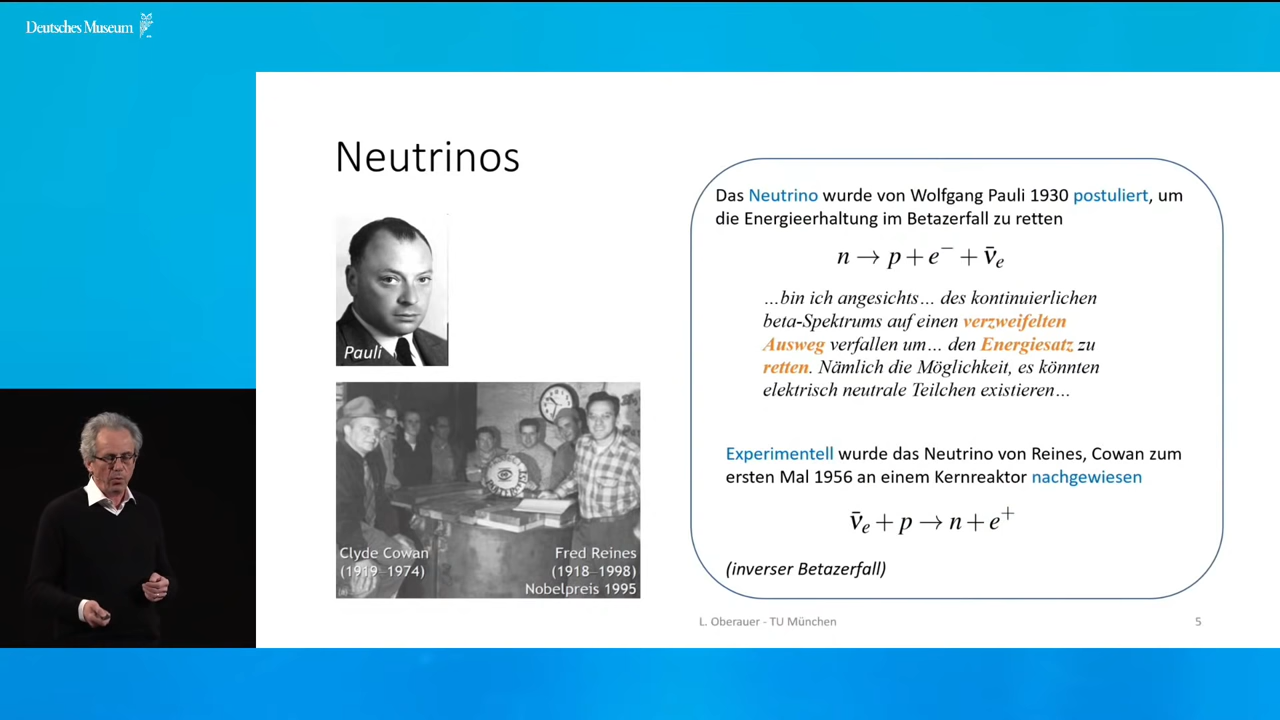 Deutsches Museum
Neutrinos
Pauli
Clyde Cowan
(1919–1974)
Fred Reines
(1918–1998)
Nobelpreis 1995
Das Neutrino wurde von Wolfgang Pauli 1930 postuliert, um
die Energieerhaltung im Betazerfall zu retten
n → p + e⁻ + ν̄ₑ
…bin ich angesichts… des kontinuierlichen
beta-Spektrums auf einen verzweifelten
Ausweg verfallen um… den Energiesatz zu
retten. Nämlich die Möglichkeit, es könnten
elektrisch neutrale Teilchen existieren…
Experimentell wurde das Neutrino von Reines, Cowan zum
ersten Mal 1956 an einem Kernreaktor nachgewiesen
ν̄ₑ + p → n + e⁺
(inverser Betazerfall)
L. Oberauer - TU München
5